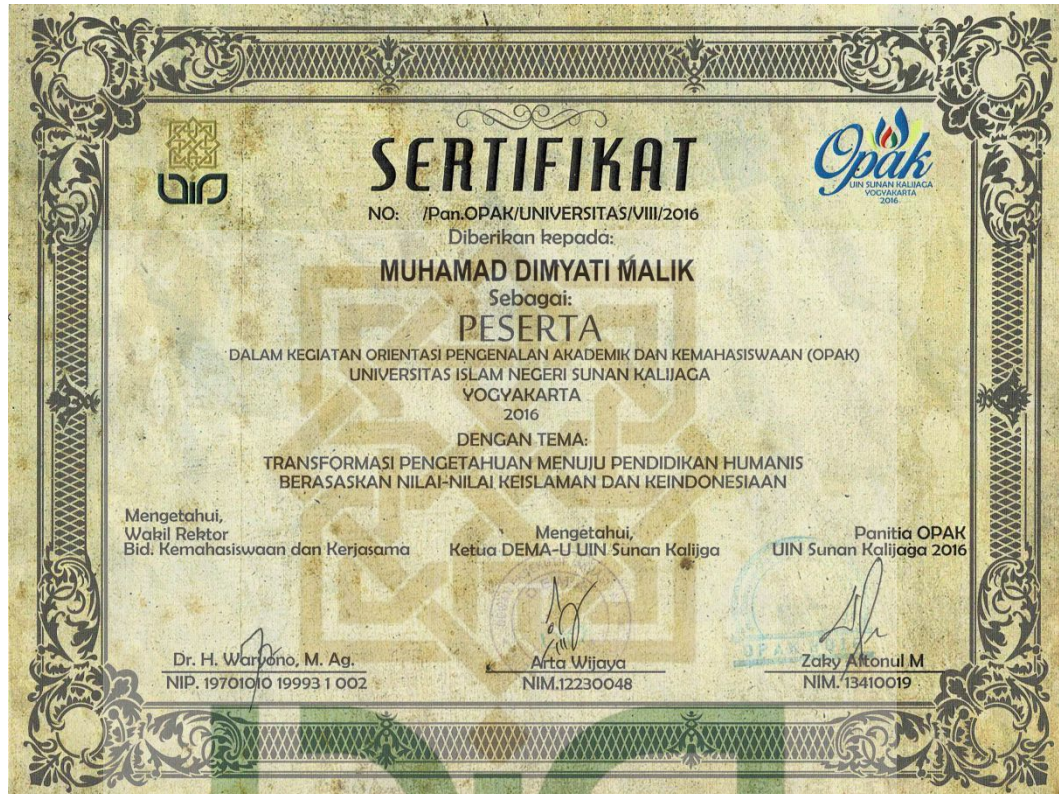 uin
Opak
UIN SUNAN KALIJAGA
YOGYAKARTA
2016
SERTIFIKAT
NO: /Pan.OPAK/UNIVERSITAS/VIII/2016
Diberikan kepada:
MUHAMAD DIMYATI MALIK
Sebagai:
PESERTA
DALAM KEGIATAN ORIENTASI PENGENALAN AKADEMIK DAN KEMAHASISWAAN (OPAK)
UNIVERSITAS ISLAM NEGERI SUNAN KALIJAGA
YOGYAKARTA
2016
DENGAN TEMA:
TRANSFORMASI PENGETAHUAN MENUJU PENDIDIKAN HUMANIS
BERASASKAN NILAI-NILAI KEISLAMAN DAN KEINDONESIAAN
Mengetahui,
Wakil Rektor
Bid. Kemahasiswaan dan Kerjasama
Dr. H. Waryono, M. Ag.
NIP. 19701010 19993 1 002
Mengetahui,
Ketua DEMA-U UIN Sunan Kalijga
Arta Wijaya
NIM.12230048
Panitia OPAK
UIN Sunan Kalijaga 2016
Zaky Aftonul M
NIM. 13410019